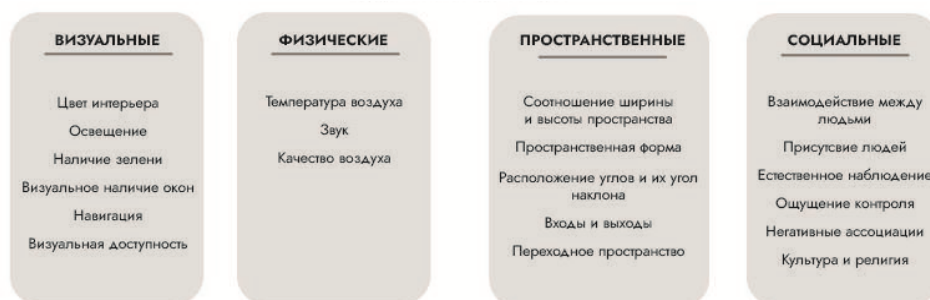 ВИЗУАЛЬНЫЕ
Цвет интерьера
Освещение
Наличие зелени
Визуальное наличие окон
Навигация
Визуальная доступность
ФИЗИЧЕСКИЕ
Температура воздуха
Звук
Качество воздуха
ПРОСТРАНСТВЕННЫЕ
Соотношение ширины
и высоты пространства
Пространственная форма
Расположение углов и их угол
наклона
Входы и выходы
Переходное пространство
СОЦИАЛЬНЫЕ
Взаимодействие между
людьми
Присутсвие людей
Естественное наблюдение
Ощущение контроля
Негативные ассоциации
Культура и религия